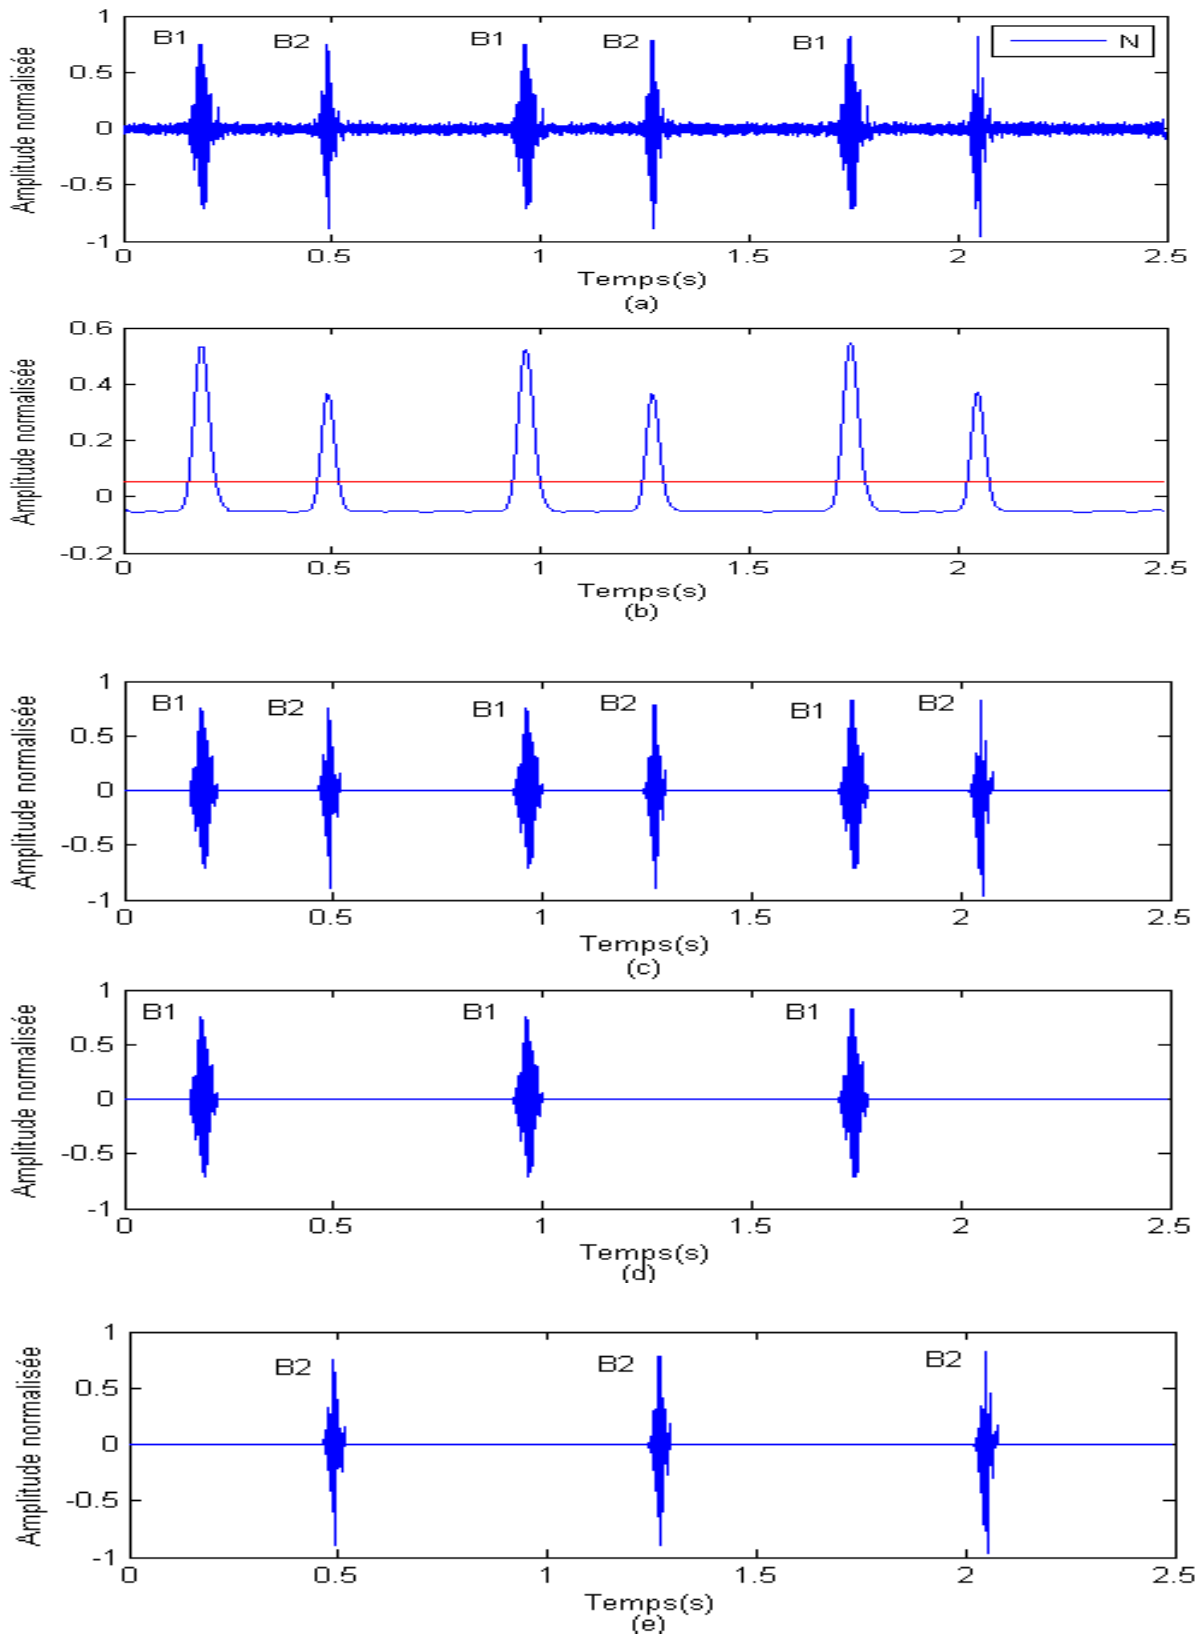 Amplitude normalisée
1
0.5
0
-0.5
-1
B1 B2 B1 B2 B1
N
0 0.5 1 1.5 2 2.5
Temps(s)
(a)
Amplitude normalisée
0.6
0.4
0.2
0
-0.2
0 0.5 1 1.5 2 2.5
Temps(s)
(b)
Amplitude normalisée
1
0.5
0
-0.5
-1
B1 B2 B1 B2 B1 B2
0 0.5 1 1.5 2 2.5
Temps(s)
(c)
Amplitude normalisée
1
0.5
0
-0.5
-1
B1 B1 B1
0 0.5 1 1.5 2 2.5
Temps(s)
(d)
Amplitude normalisée
1
0.5
0
-0.5
-1
B2 B2 B2
0 0.5 1 1.5 2 2.5
Temps(s)
(e)